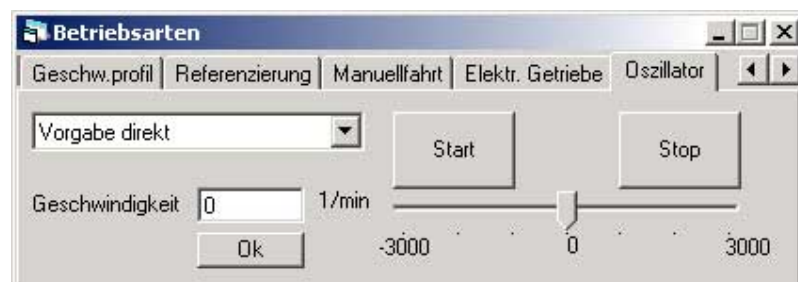 Betriebsarten
Geschw.profil Referenzierung Manuellfahrt Elektr. Getriebe Oszillator
Vorgabe direkt
Start Stop
Geschwindigkeit 0 1/min
Ok
-3000 0 3000